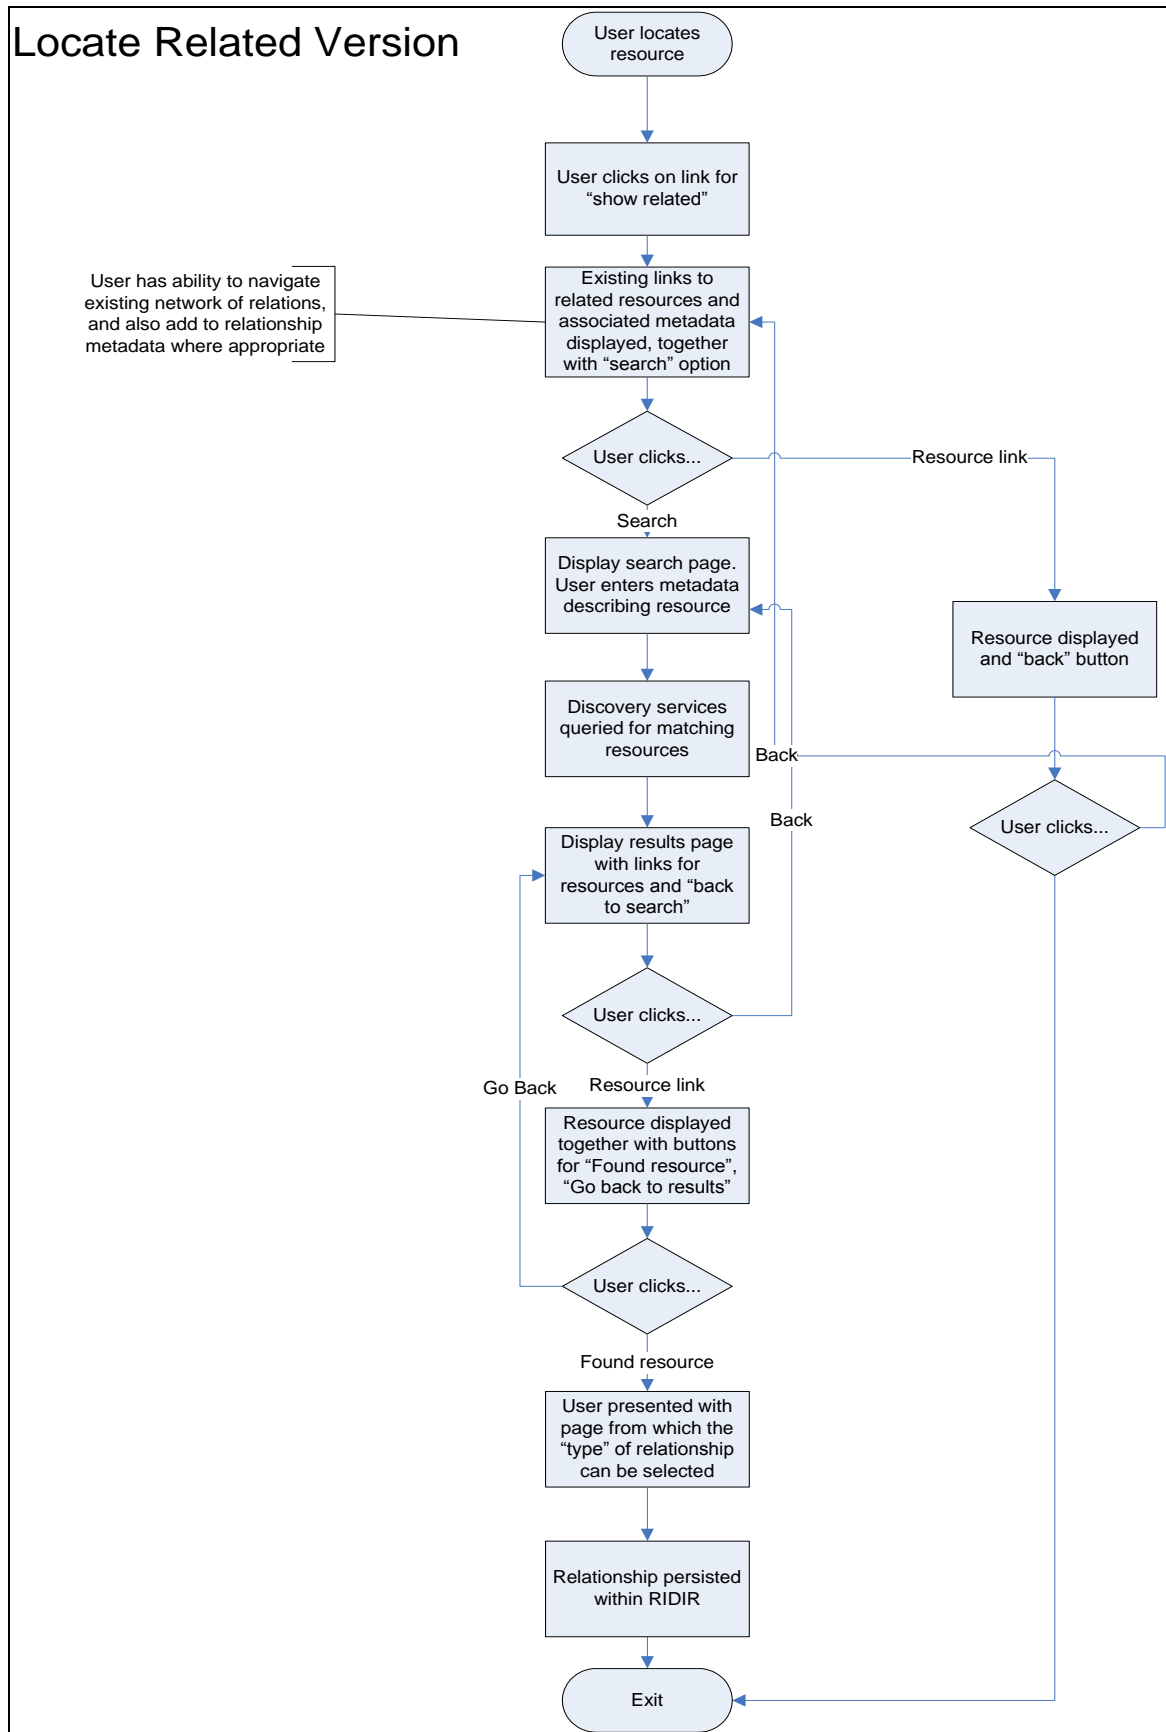 Locate Related Version
User locates
resource
User clicks on link for
“show related”
User has ability to navigate
existing network of relations,
and also add to relationship
metadata where appropriate
Existing links to
related resources and
associated metadata
displayed, together
with “search” option
User clicks...
Resource link
Search
Display search page.
User enters metadata
describing resource
Resource displayed
and “back” button
Discovery services
queried for matching
resources
Back
User clicks...
Back
Display results page
with links for
resources and “back
to search”
User clicks...
Go Back
Resource link
Resource displayed
together with buttons
for “Found resource”,
“Go back to results”
User clicks...
Found resource
User presented with
page from which the
“type” of relationship
can be selected
Relationship persisted
within RIDIR
Exit